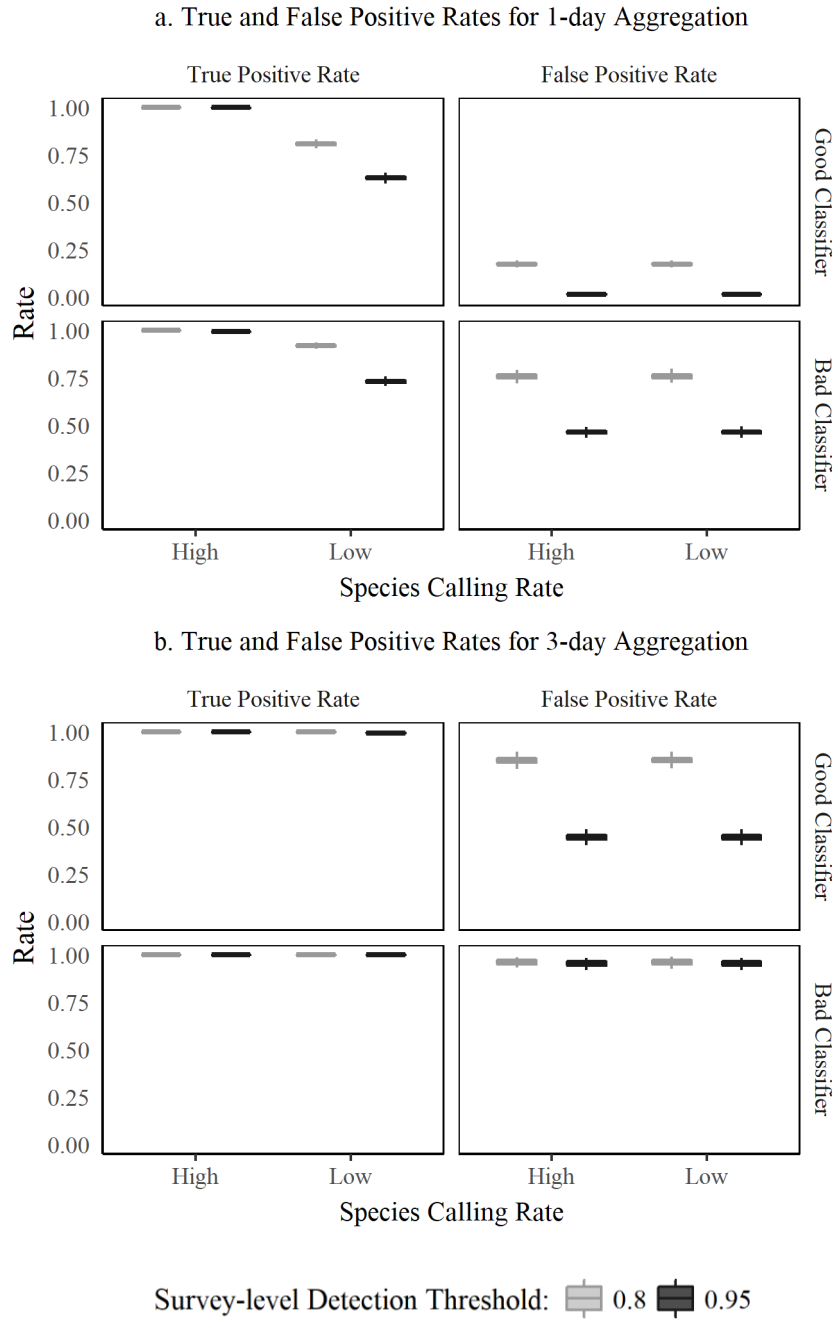 a. True and False Positive Rates for 1-day Aggregation
True Positive Rate
False Positive Rate
1.00
0.75
0.50
0.25
0.00
Good Classifier
Rate
1.00
0.75
0.50
0.25
0.00
Bad Classifier
High
Low
High
Low
Species Calling Rate
b. True and False Positive Rates for 3-day Aggregation
True Positive Rate
False Positive Rate
1.00
0.75
0.50
0.25
0.00
Good Classifier
Rate
1.00
0.75
0.50
0.25
0.00
Bad Classifier
High
Low
High
Low
Species Calling Rate
Survey-level Detection Threshold: 0.8 0.95